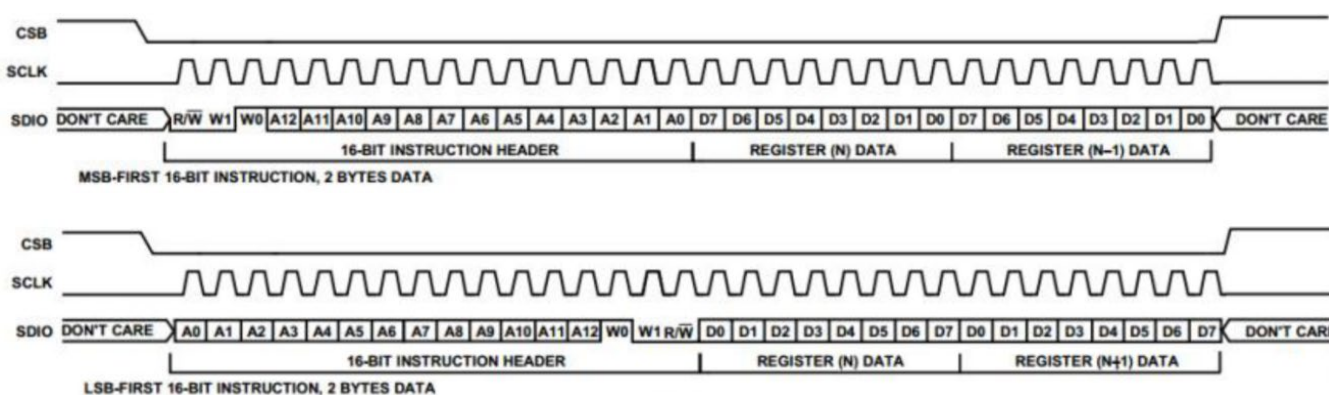 CSB
SCLK
SDIO DON'T CARE R/W̅ W1 W0 A12 A11 A10 A9 A8 A7 A6 A5 A4 A3 A2 A1 A0 D7 D6 D5 D4 D3 D2 D1 D0 D7 D6 D5 D4 D3 D2 D1 D0 DON'T CARE
16-BIT INSTRUCTION HEADER REGISTER (N) DATA REGISTER (N–1) DATA
MSB-FIRST 16-BIT INSTRUCTION, 2 BYTES DATA
CSB
SCLK
SDIO DON'T CARE A0 A1 A2 A3 A4 A5 A6 A7 A8 A9 A10 A11 A12 W0 W1 R/W̅ D0 D1 D2 D3 D4 D5 D6 D7 D0 D1 D2 D3 D4 D5 D6 D7 DON'T CAR
16-BIT INSTRUCTION HEADER REGISTER (N) DATA REGISTER (N+1) DATA
LSB-FIRST 16-BIT INSTRUCTION, 2 BYTES DATA